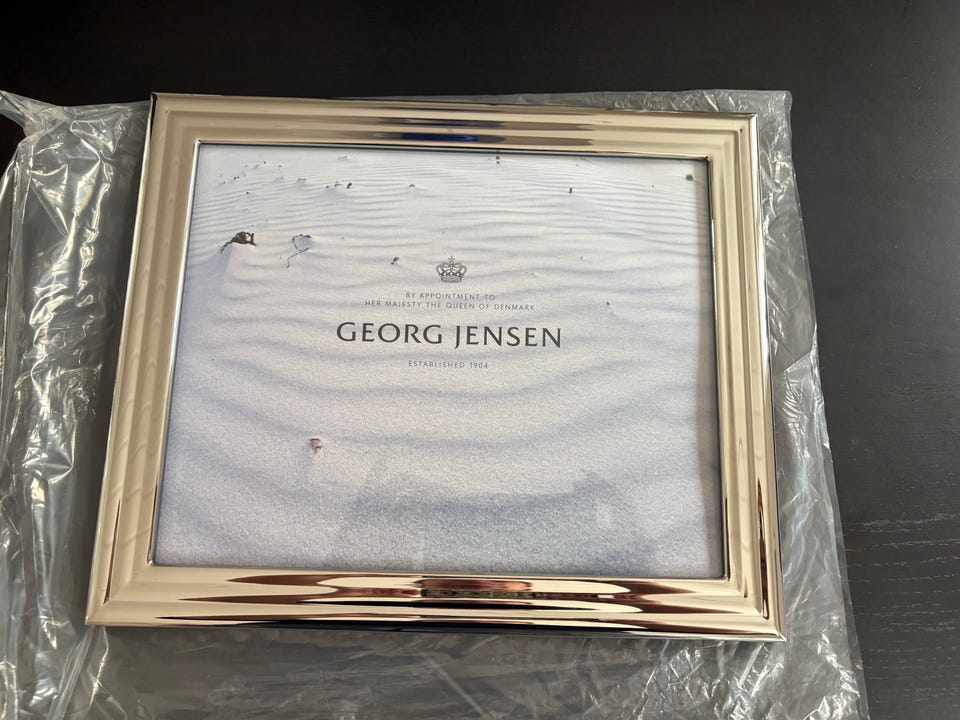 BY APPOINTMENT TO
HER MAJESTY THE QUEEN OF DENMARK
GEORG JENSEN
ESTABLISHED 1904